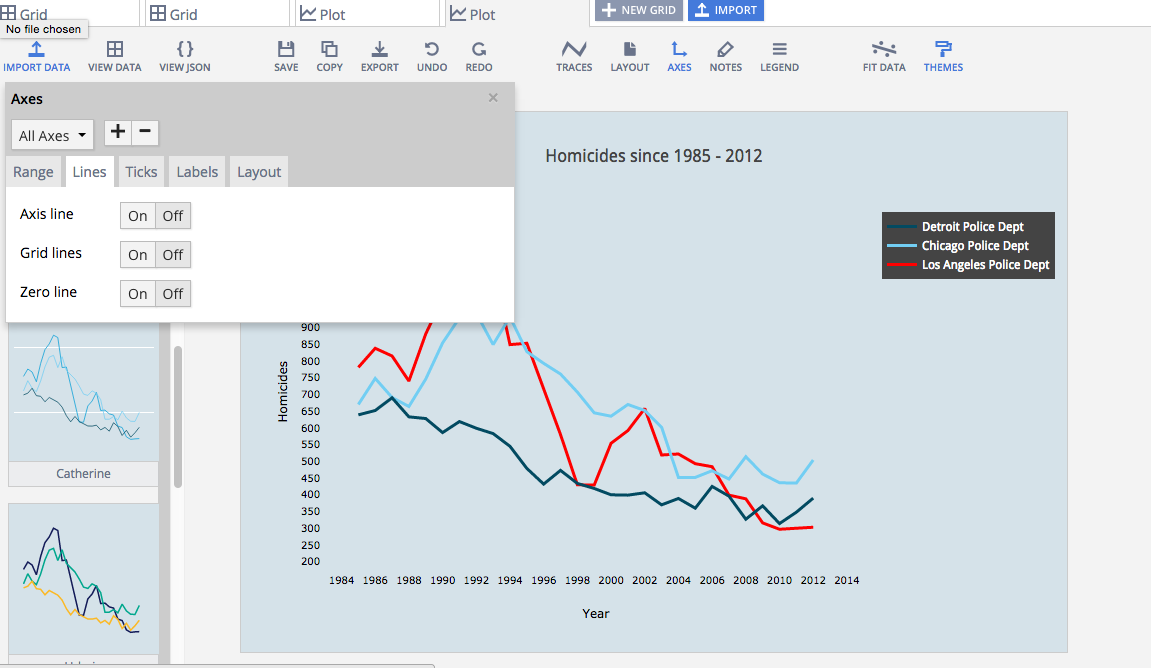 Grid
Grid
Plot
Plot
NEW GRID
IMPORT
No file chosen
IMPORT DATA
VIEW DATA
VIEW JSON
SAVE
COPY
EXPORT
UNDO
REDO
TRACES
LAYOUT
AXES
NOTES
LEGEND
FIT DATA
THEMES
Axes
All Axes
Range
Lines
Ticks
Labels
Layout
Axis line
On
Off
Grid lines
On
Off
Zero line
On
Off
Homicides since 1985 - 2012
Detroit Police Dept
Chicago Police Dept
Los Angeles Police Dept
Homicides
900
850
800
750
700
650
600
550
500
450
400
350
300
250
200
1984 1986 1988 1990 1992 1994 1996 1998 2000 2002 2004 2006 2008 2010 2012 2014
Year
Catherine